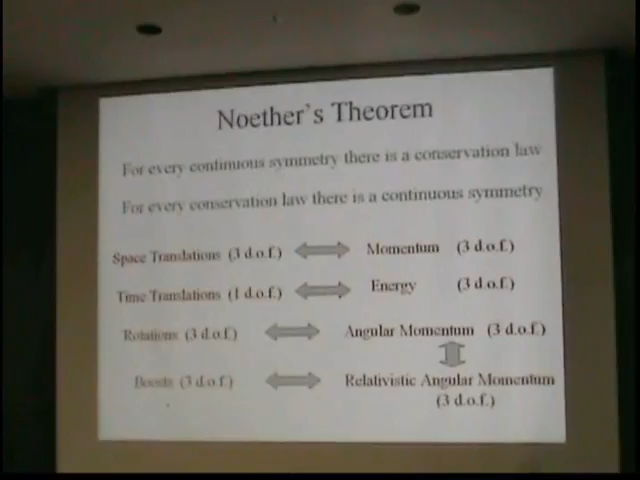 Noether's Theorem
For every continuous symmetry there is a conservation law
For every conservation law there is a continuous symmetry
Space Translations (3 d.o.f.) Momentum (3 d.o.f.)
Time Translations (1 d.o.f.) Energy (3 d.o.f.)
Rotations (3 d.o.f.) Angular Momentum (3 d.o.f.)
Boosts (3 d.o.f.) Relativistic Angular Momentum
(3 d.o.f.)